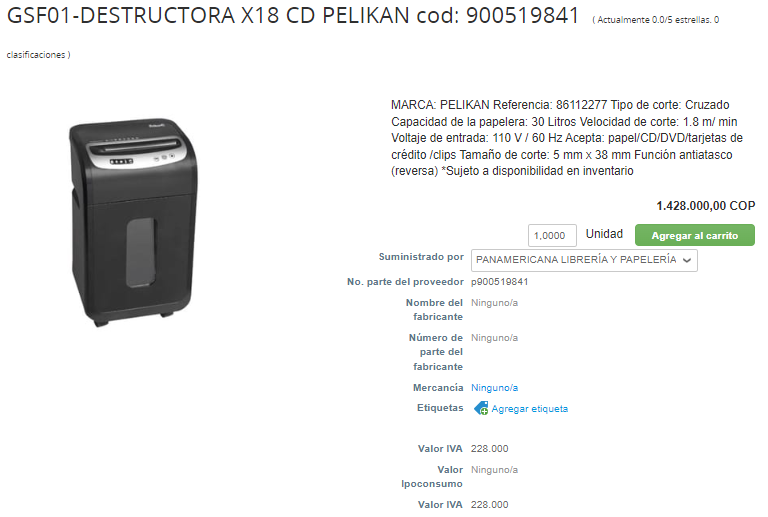 GSF01-DESTRUCTORA X18 CD PELIKAN cod: 900519841 ( Actualmente 0.0/5 estrellas. 0
clasificaciones )
MARCA: PELIKAN Referencia: 86112277 Tipo de corte: Cruzado
Capacidad de la papelera: 30 Litros Velocidad de corte: 1.8 m/ min
Voltaje de entrada: 110 V / 60 Hz Acepta: papel/CD/DVD/tarjetas de
crédito /clips Tamaño de corte: 5 mm x 38 mm Función antiatasco
(reversa) *Sujeto a disponibilidad en inventario
1.428.000,00 COP
1,0000 Unidad Agregar al carrito
Suministrado por PANAMERICANA LIBRERÍA Y PAPELERÍA
No. parte del proveedor p900519841
Nombre del Ninguno/a
fabricante
Número de Ninguno/a
parte del
fabricante
Mercancía Ninguno/a
Etiquetas Agregar etiqueta
Valor IVA 228.000
Valor Ninguno/a
Ipoconsumo
Valor IVA 228.000